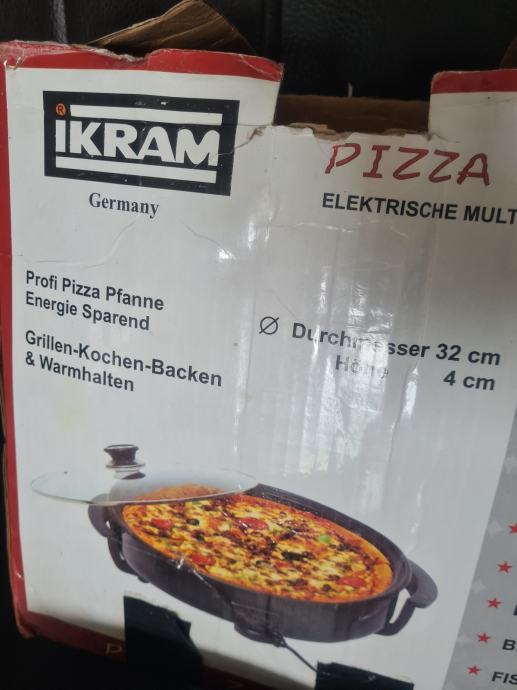 ® iKRAM
Germany
PIZZA
ELEKTRISCHE MULT
Profi Pizza Pfanne
Energie Sparend
Grillen-Kochen-Backen
& Warmhalten
Ø Durchmesser 32 cm
Höhe 4 cm
FIS